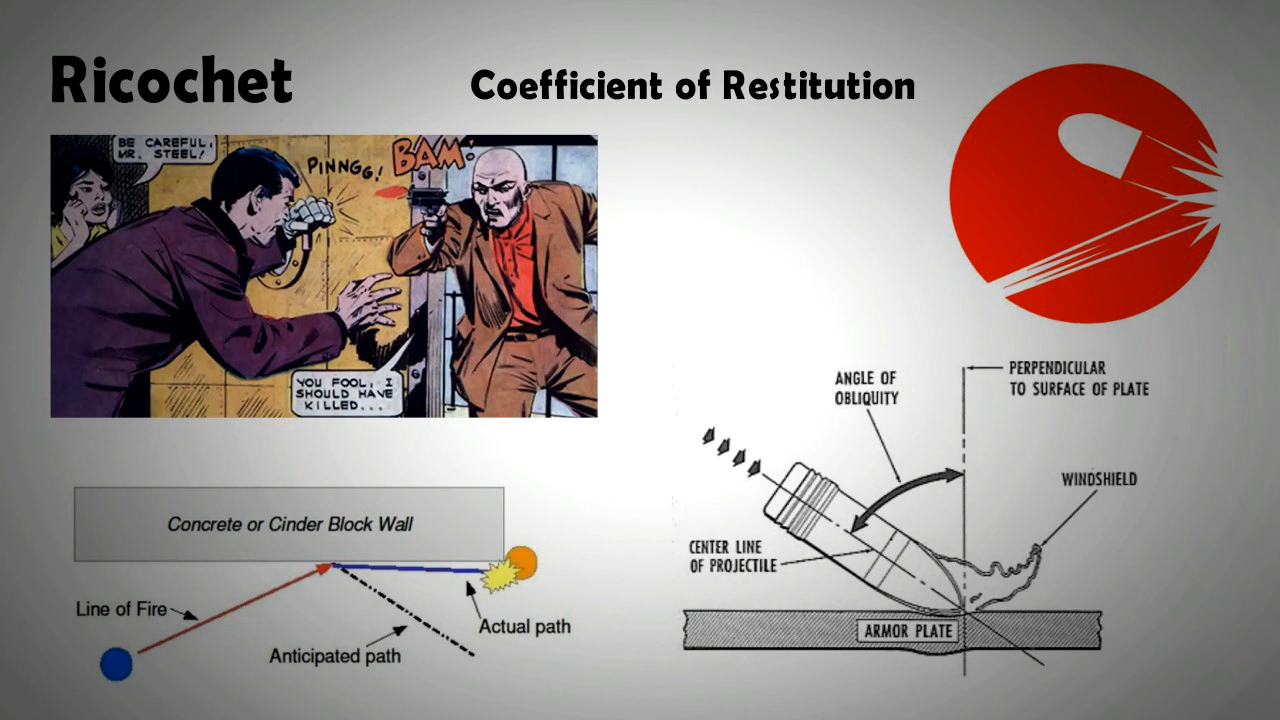 Ricochet
Coefficient of Restitution
BE CAREFUL,
MR. STEEL!
PINNGG!
BAM!
YOU FOOL, I
SHOULD HAVE
KILLED...
Concrete or Cinder Block Wall
Line of Fire
Anticipated path
Actual path
ANGLE OF
OBLIQUITY
PERPENDICULAR
TO SURFACE OF PLATE
WINDSHIELD
CENTER LINE
OF PROJECTILE
ARMOR PLATE